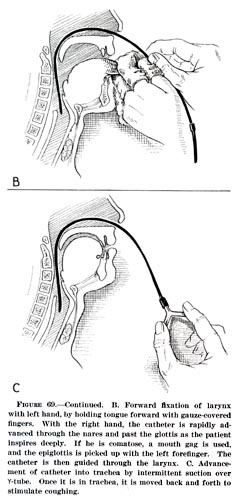 B
C
FIGURE 69.—Continued. B. Forward fixation of larynx
with left hand, by holding tongue forward with gauze-covered
fingers. With the right hand, the catheter is rapidly ad-
vanced through the nares and past the glottis as the patient
inspires deeply. If he is comatose, a mouth gag is used,
and the epiglottis is picked up with the left forefinger. The
catheter is then guided through the larynx. C. Advance-
ment of catheter into trachea by intermittent suction over
Y-tube. Once it is in trachea, it is moved back and forth to
stimulate coughing.